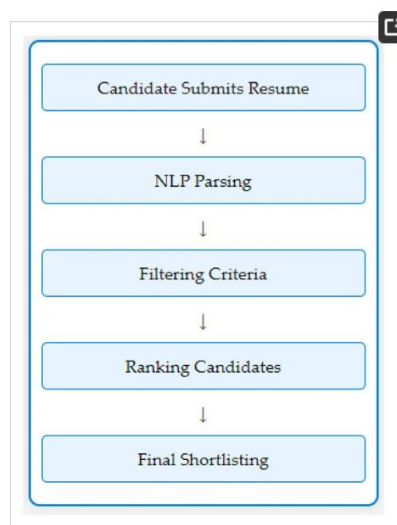 Candidate Submits Resume
↓
NLP Parsing
↓
Filtering Criteria
↓
Ranking Candidates
↓
Final Shortlisting